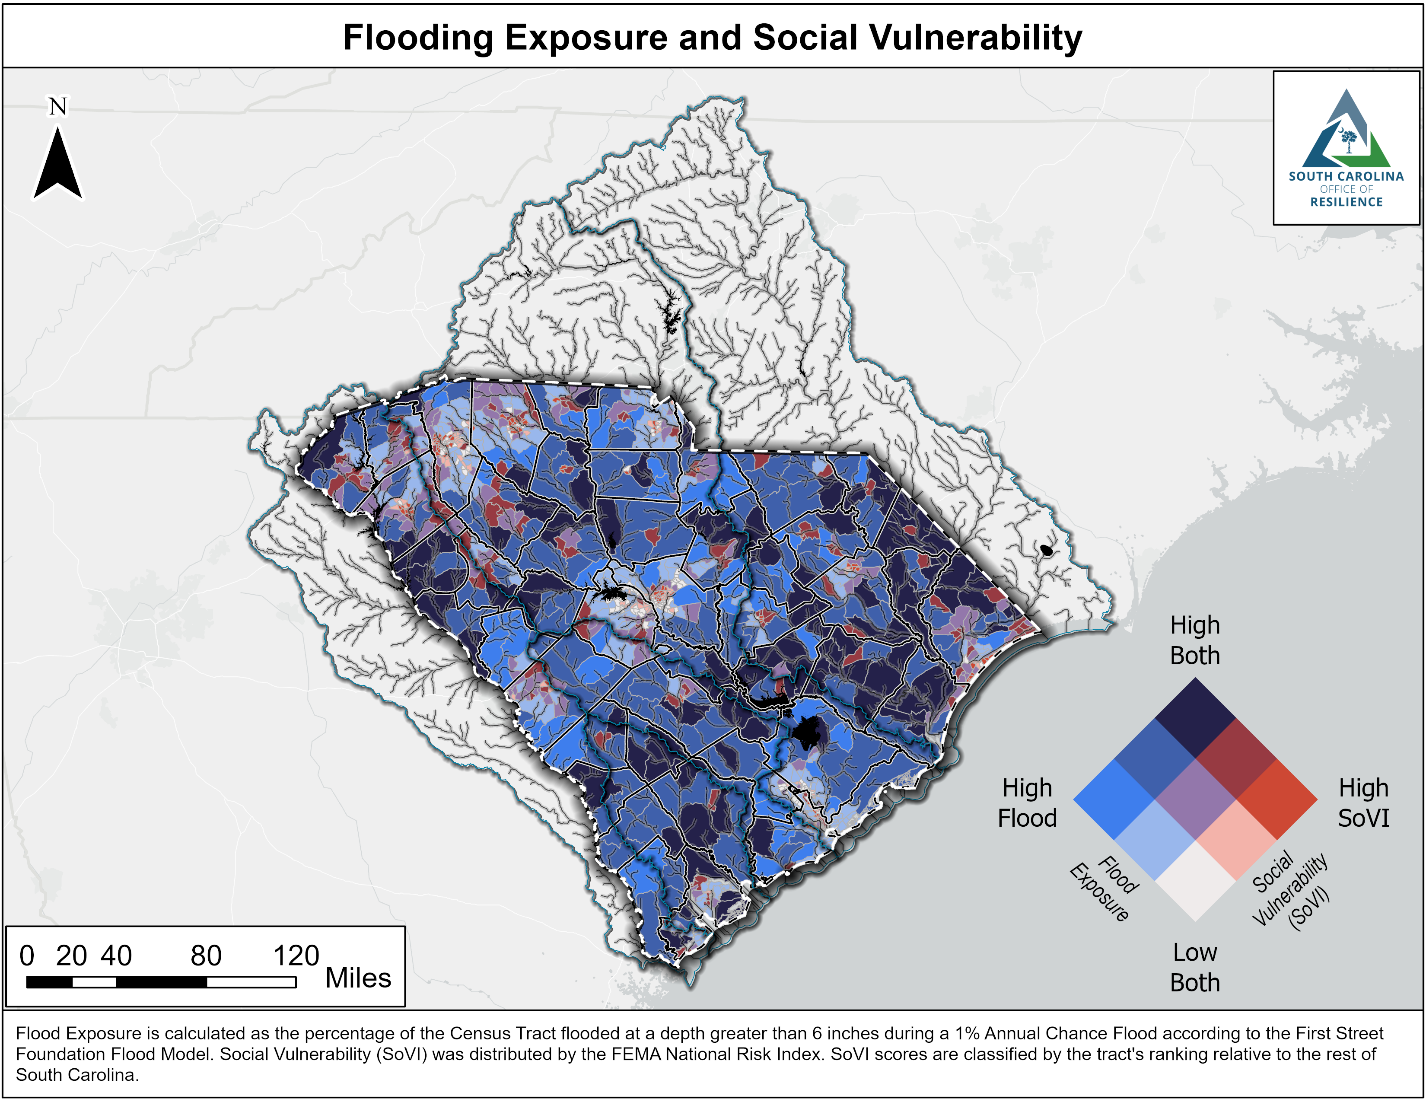 Flooding Exposure and Social Vulnerability
N
SOUTH CAROLINA
OFFICE OF
RESILIENCE
High
Both
High
Flood
High
SoVI
Flood
Exposure
Social
Vulnerability
(SoVI)
Low
Both
0 20 40 80 120
Miles
Flood Exposure is calculated as the percentage of the Census Tract flooded at a depth greater than 6 inches during a 1% Annual Chance Flood according to the First Street
Foundation Flood Model. Social Vulnerability (SoVI) was distributed by the FEMA National Risk Index. SoVI scores are classified by the tract's ranking relative to the rest of
South Carolina.